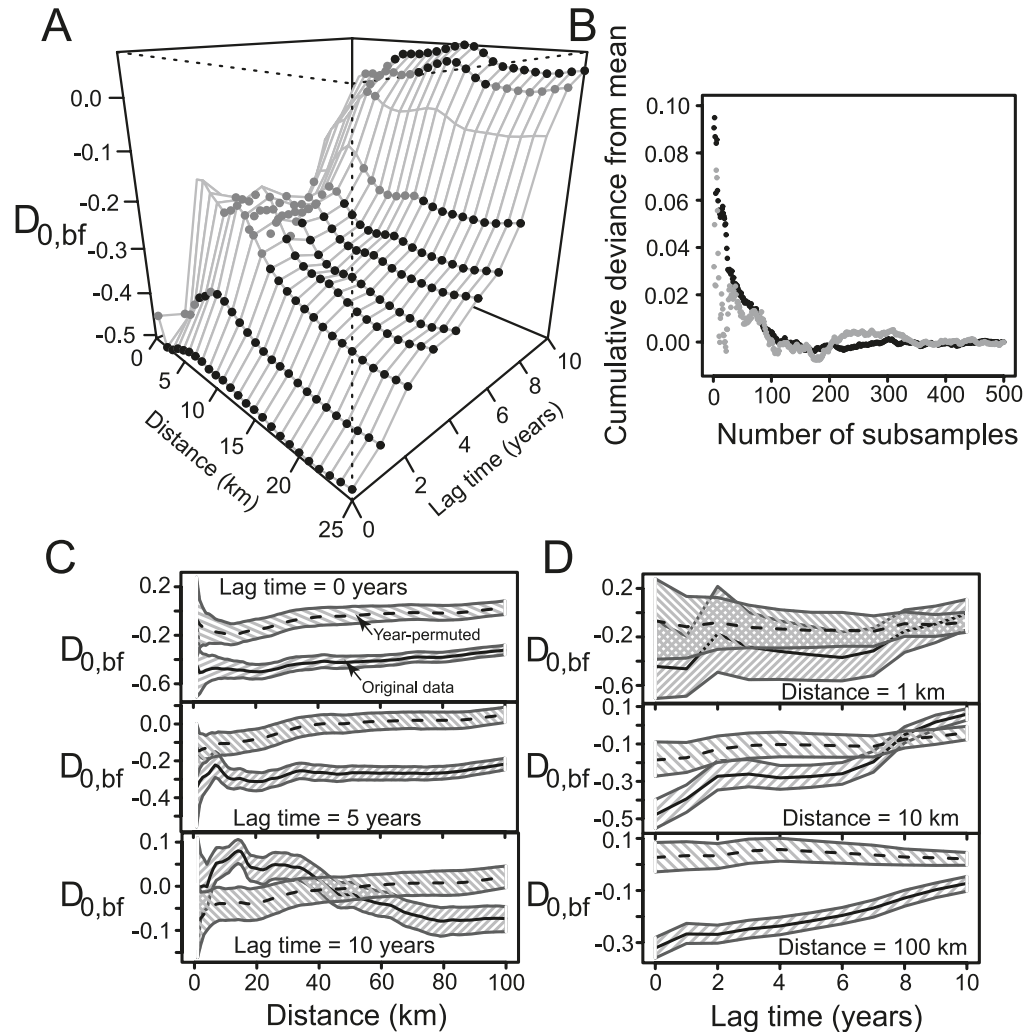 A
0.0
-0.1
-0.2
-0.3
-0.4
-0.5
D0,bf
0
5
10
15
20
25
Distance (km)
0
2
4
6
8
10
Lag time (years)
B
Cumulative deviance from mean
0.10
0.08
0.06
0.04
0.02
0.00
0 100 200 300 400 500
Number of subsamples
C
D0,bf
0.2
-0.2
-0.6
Lag time = 0 years
Year-permuted
Original data
D0,bf
0.0
-0.2
-0.4
Lag time = 5 years
D0,bf
0.1
0.0
-0.1
Lag time = 10 years
0 20 40 60 80 100
Distance (km)
D
D0,bf
0.2
-0.2
-0.6
Distance = 1 km
D0,bf
0.1
-0.1
-0.3
-0.5
Distance = 10 km
D0,bf
0.1
-0.1
-0.3
Distance = 100 km
0 2 4 6 8 10
Lag time (years)